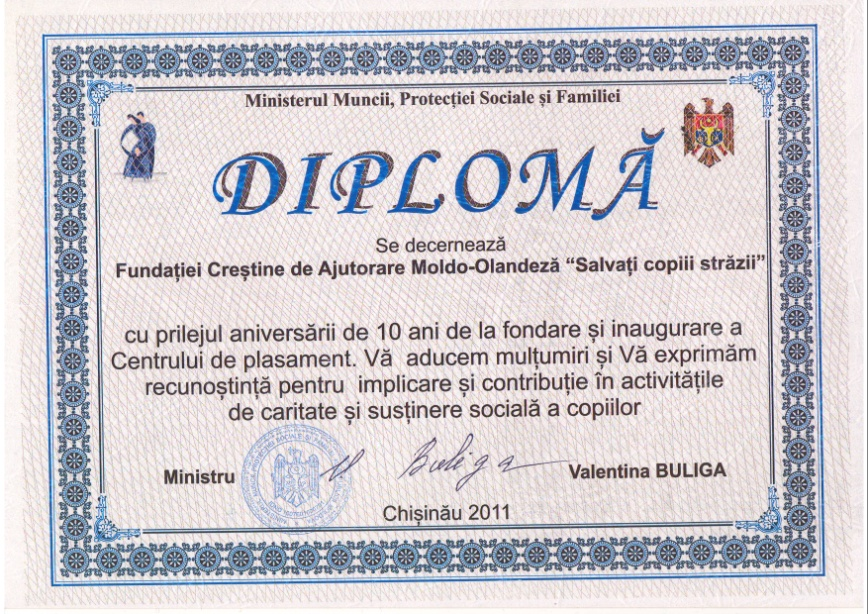 Ministerul Muncii, Protecției Sociale și Familiei
DIPLOMĂ
Se decernează
Fundației Creștine de Ajutorare Moldo-Olandeză “Salvați copiii străzii”
cu prilejul aniversării de 10 ani de la fondare și inaugurare a
Centrului de plasament. Vă aducem mulțumiri și Vă exprimăm
recunoștință pentru implicare și contribuție în activitățile
de caritate și susținere socială a copiilor
Ministru Buliga Valentina BULIGA
Chișinău 2011